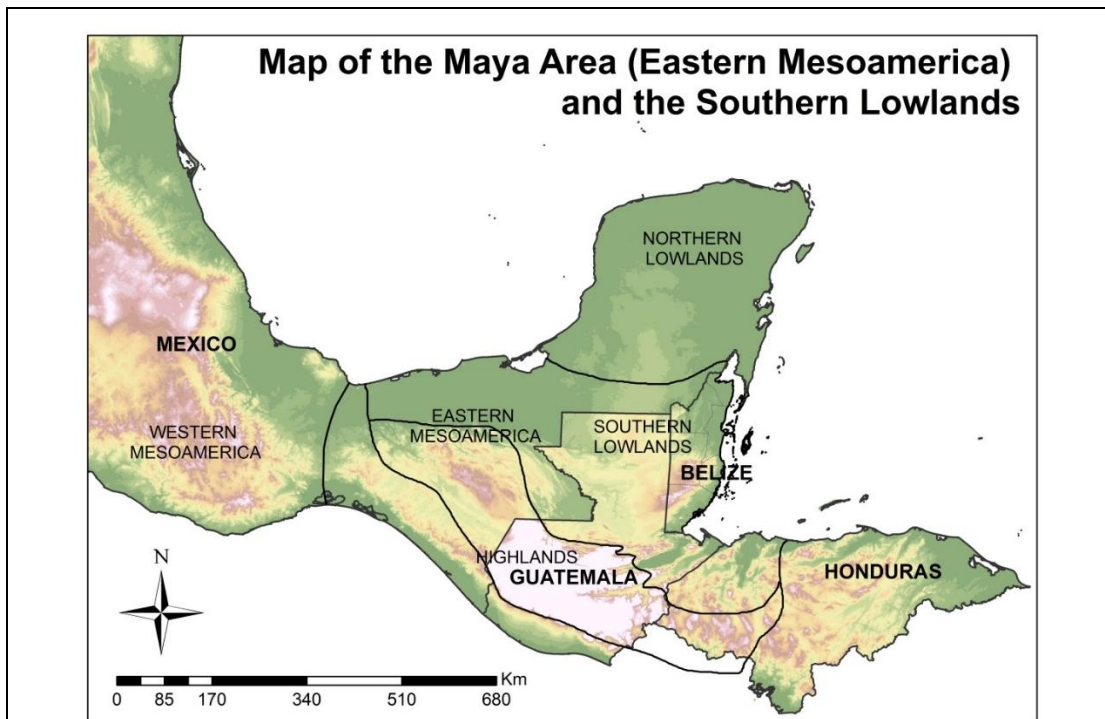 Map of the Maya Area (Eastern Mesoamerica)
and the Southern Lowlands
NORTHERN
LOWLANDS
MEXICO
WESTERN
MESOAMERICA
EASTERN
MESOAMERICA
SOUTHERN
LOWLANDS
BELIZE
HIGHLANDS
GUATEMALA
HONDURAS
N
Km
0 85 170 340 510 680